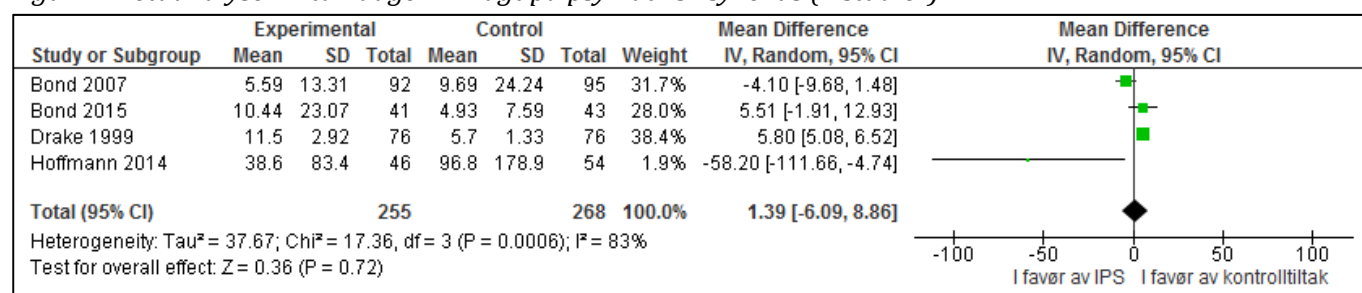 Experimental Control Mean Difference Mean Difference
Study or Subgroup Mean SD Total Mean SD Total Weight IV, Random, 95% CI IV, Random, 95% CI
Bond 2007 5.59 13.31 92 9.69 24.24 95 31.7% -4.10 [-9.68, 1.48]
Bond 2015 10.44 23.07 41 4.93 7.59 43 28.0% 5.51 [-1.91, 12.93]
Drake 1999 11.5 2.92 76 5.7 1.33 76 38.4% 5.80 [5.08, 6.52]
Hoffmann 2014 38.6 83.4 46 96.8 178.9 54 1.9% -58.20 [-111.66, -4.74]
Total (95% CI) 255 268 100.0% 1.39 [-6.09, 8.86]
Heterogeneity: Tau² = 37.67; Chi² = 17.36, df = 3 (P = 0.0006); I² = 83%
Test for overall effect: Z = 0.36 (P = 0.72)
-100 -50 0 50 100
I favør av IPS I favør av kontrolltiltak